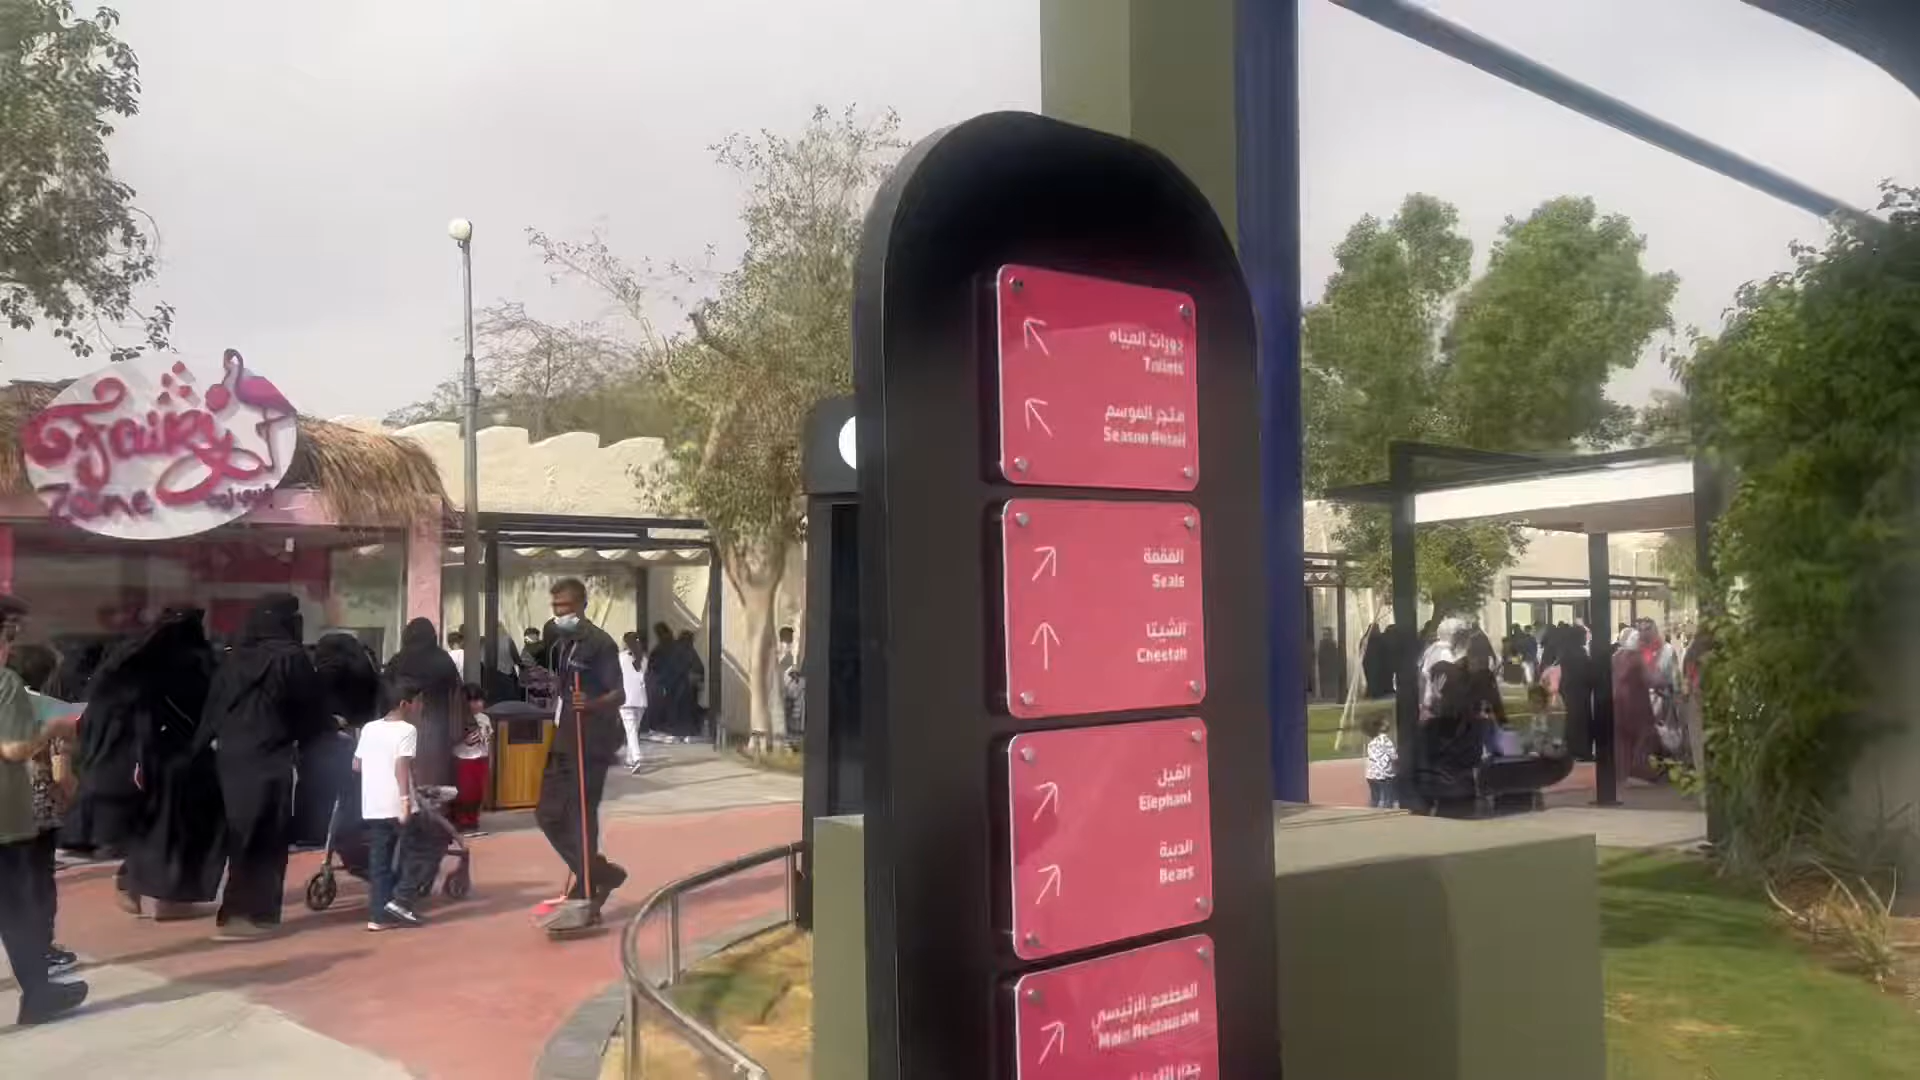 Fairy
Zone
دورات المياه
Toilets
متجر الموسم
Season Retail
الفقمة
Seals
الشيتا
Cheetah
الفيل
Elephant
الدببة
Bears
المطعم الرئيسي
Main Restaurant